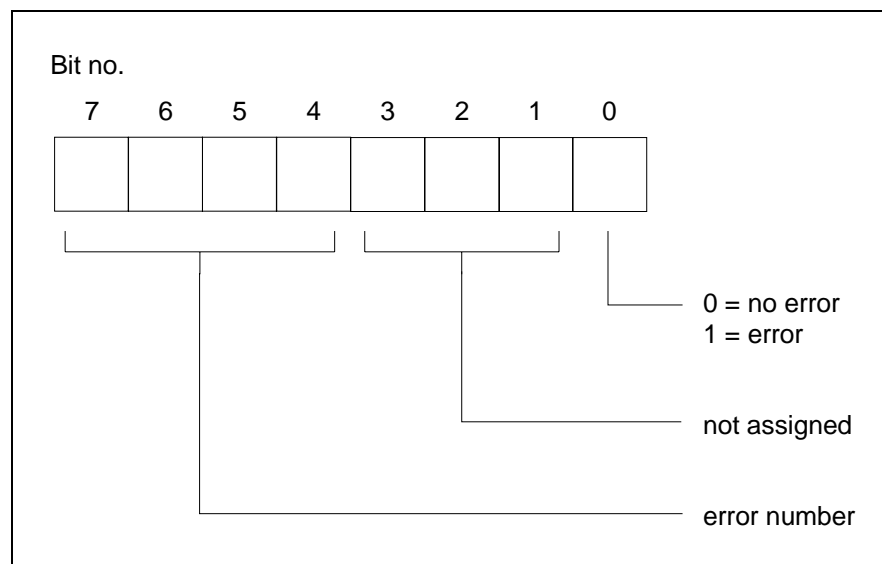 Bit no.
7 6 5 4 3 2 1 0
0 = no error
1 = error
not assigned
error number